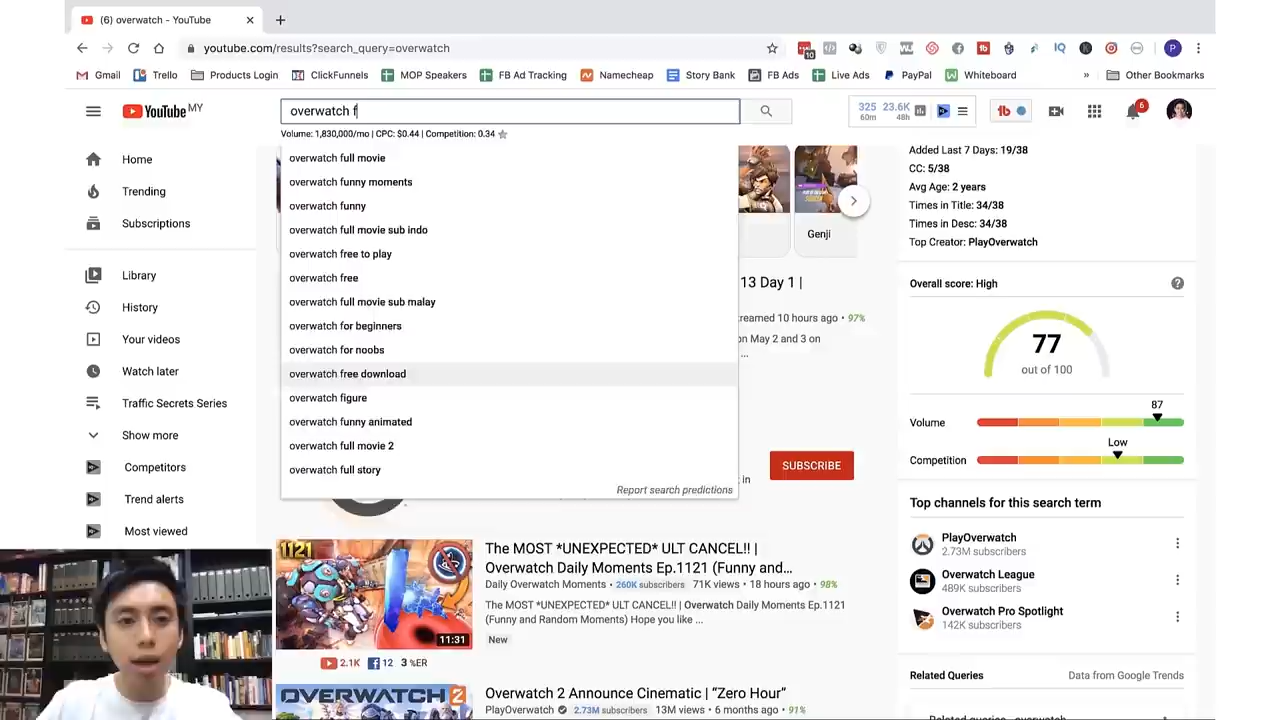 (6) overwatch - YouTube
youtube.com/results?search_query=overwatch
10
IQ
P
Gmail
Trello
Products Login
ClickFunnels
MOP Speakers
FB Ad Tracking
Namecheap
Story Bank
FB Ads
Live Ads
PayPal
Whiteboard
»
Other Bookmarks
YouTube MY
overwatch f
325 23.6K
60m 48h
tb
6
Volume: 1,830,000/mo | CPC: $0.44 | Competition: 0.34
Home
Trending
Subscriptions
Library
History
Your videos
Watch later
Traffic Secrets Series
Show more
Competitors
Trend alerts
Most viewed
overwatch full movie
overwatch funny moments
overwatch funny
overwatch full movie sub indo
overwatch free to play
overwatch free
overwatch full movie sub malay
overwatch for beginners
overwatch for noobs
overwatch free download
overwatch figure
overwatch funny animated
overwatch full movie 2
overwatch full story
Report search predictions
Genji
13 Day 1 |
treamed 10 hours ago • 97%
on May 2 and 3 on
...
SUBSCRIBE
in
1121
11:31
The MOST *UNEXPECTED* ULT CANCEL!! |
Overwatch Daily Moments Ep.1121 (Funny and...
Daily Overwatch Moments • 260K subscribers 71K views • 18 hours ago • 98%
The MOST *UNEXPECTED* ULT CANCEL!! | Overwatch Daily Moments Ep.1121
(Funny and Random Moments) Hope you like ...
New
2.1K 12 3 %ER
OVERWATCH 2
Overwatch 2 Announce Cinematic | “Zero Hour”
PlayOverwatch 2.73M subscribers 13M views • 6 months ago • 91%
Added Last 7 Days: 19/38
CC: 5/38
Avg Age: 2 years
Times in Title: 34/38
Times in Desc: 34/38
Top Creator: PlayOverwatch
Overall score: High
?
77
out of 100
87
Volume
Low
Competition
Top channels for this search term
PlayOverwatch
2.73M subscribers
Overwatch League
489K subscribers
Overwatch Pro Spotlight
142K subscribers
Related Queries
Data from Google Trends
Related queries - overwatch